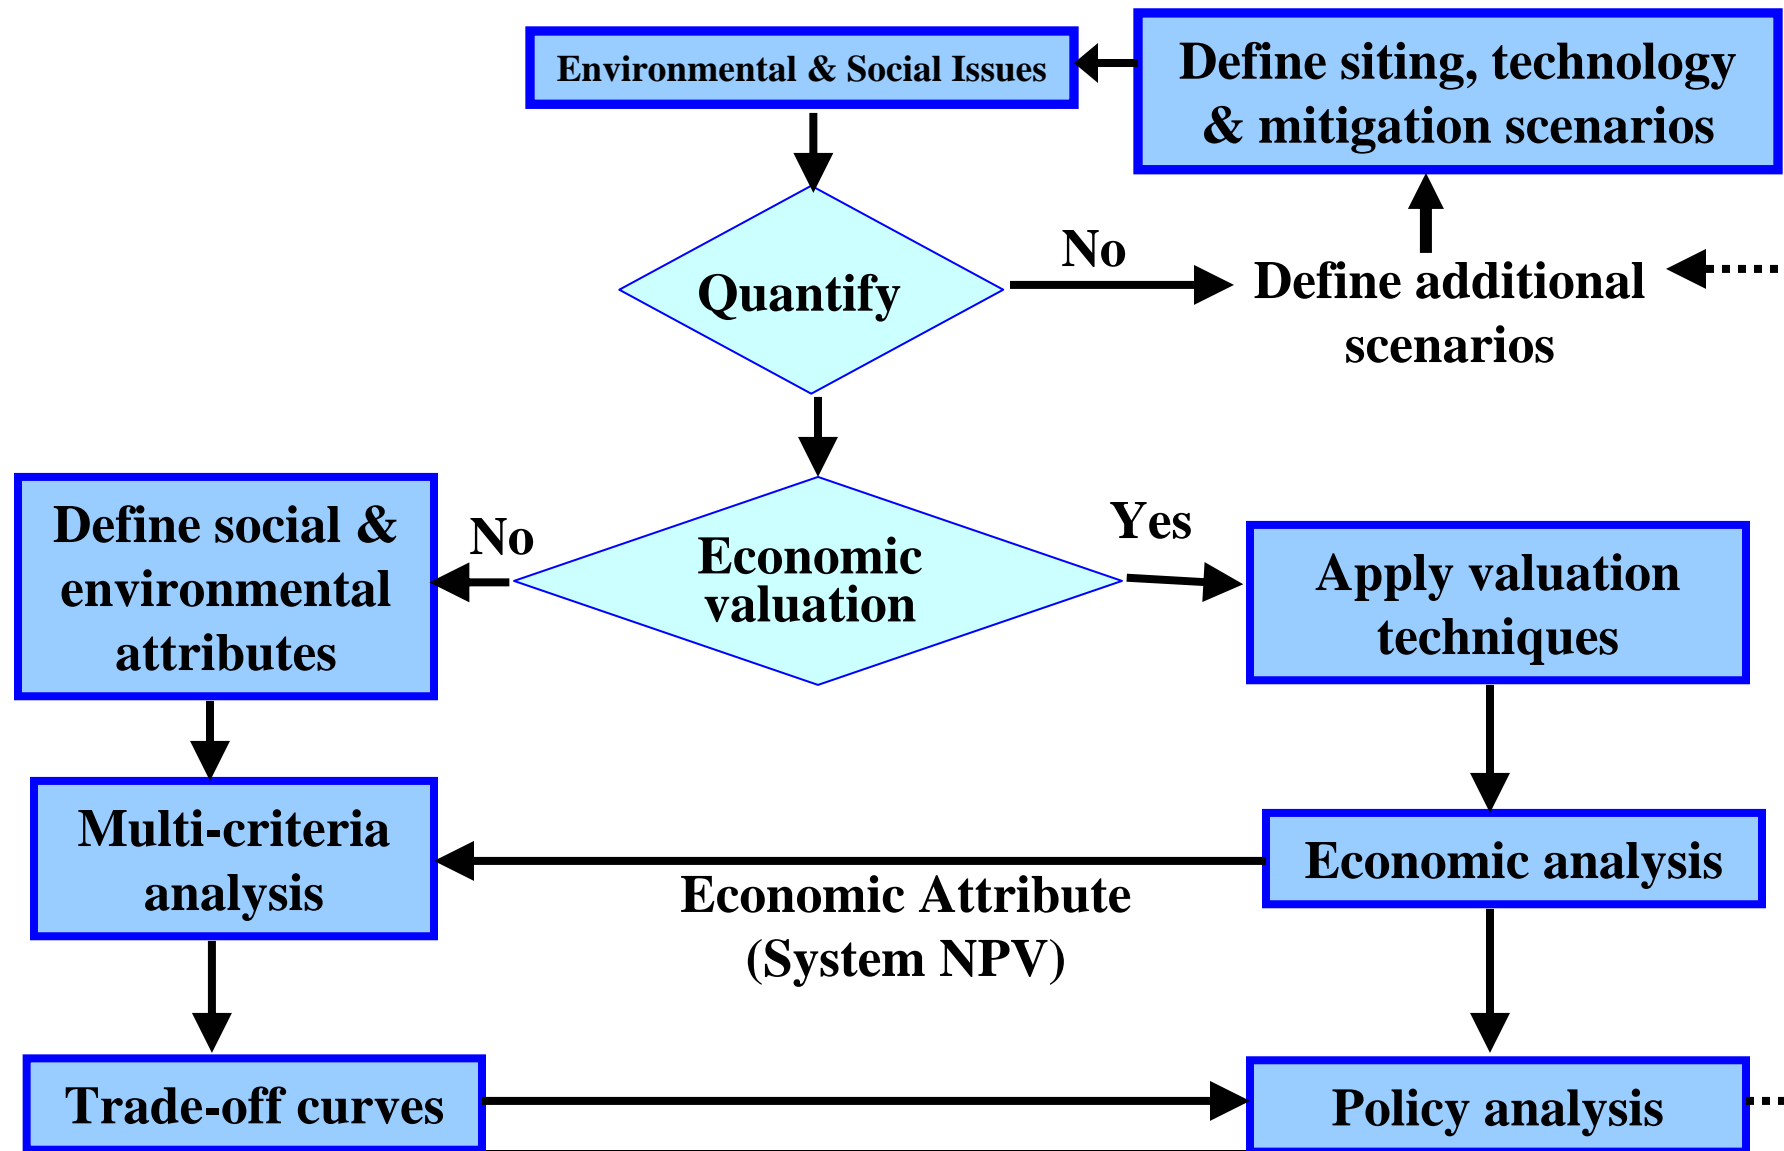 Environmental & Social Issues
Define siting, technology
& mitigation scenarios
No
Quantify
Define additional
scenarios
Define social &
environmental
attributes
No
Economic
valuation
Yes
Apply valuation
techniques
Multi-criteria
analysis
Economic analysis
Economic Attribute
(System NPV)
Trade-off curves
Policy analysis